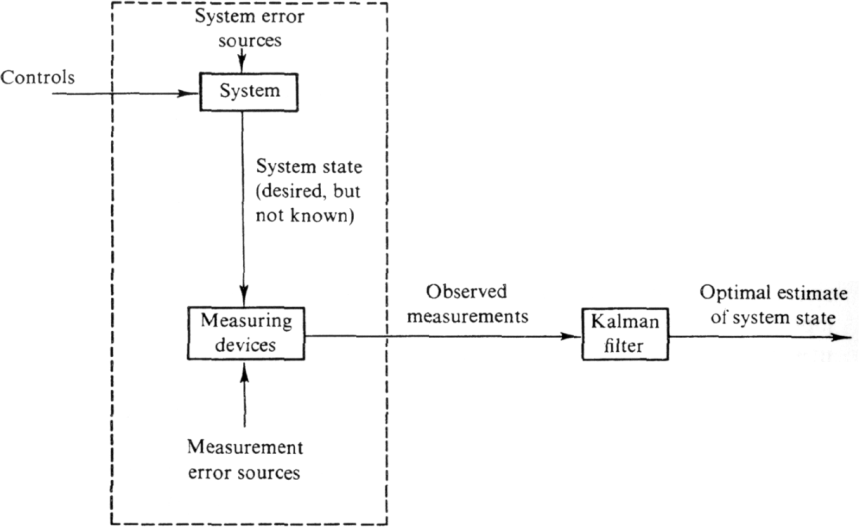 System error
sources
Controls
System
System state
(desired, but
not known)
Observed
measurements
Optimal estimate
of system state
Measuring
devices
Kalman
filter
Measurement
error sources